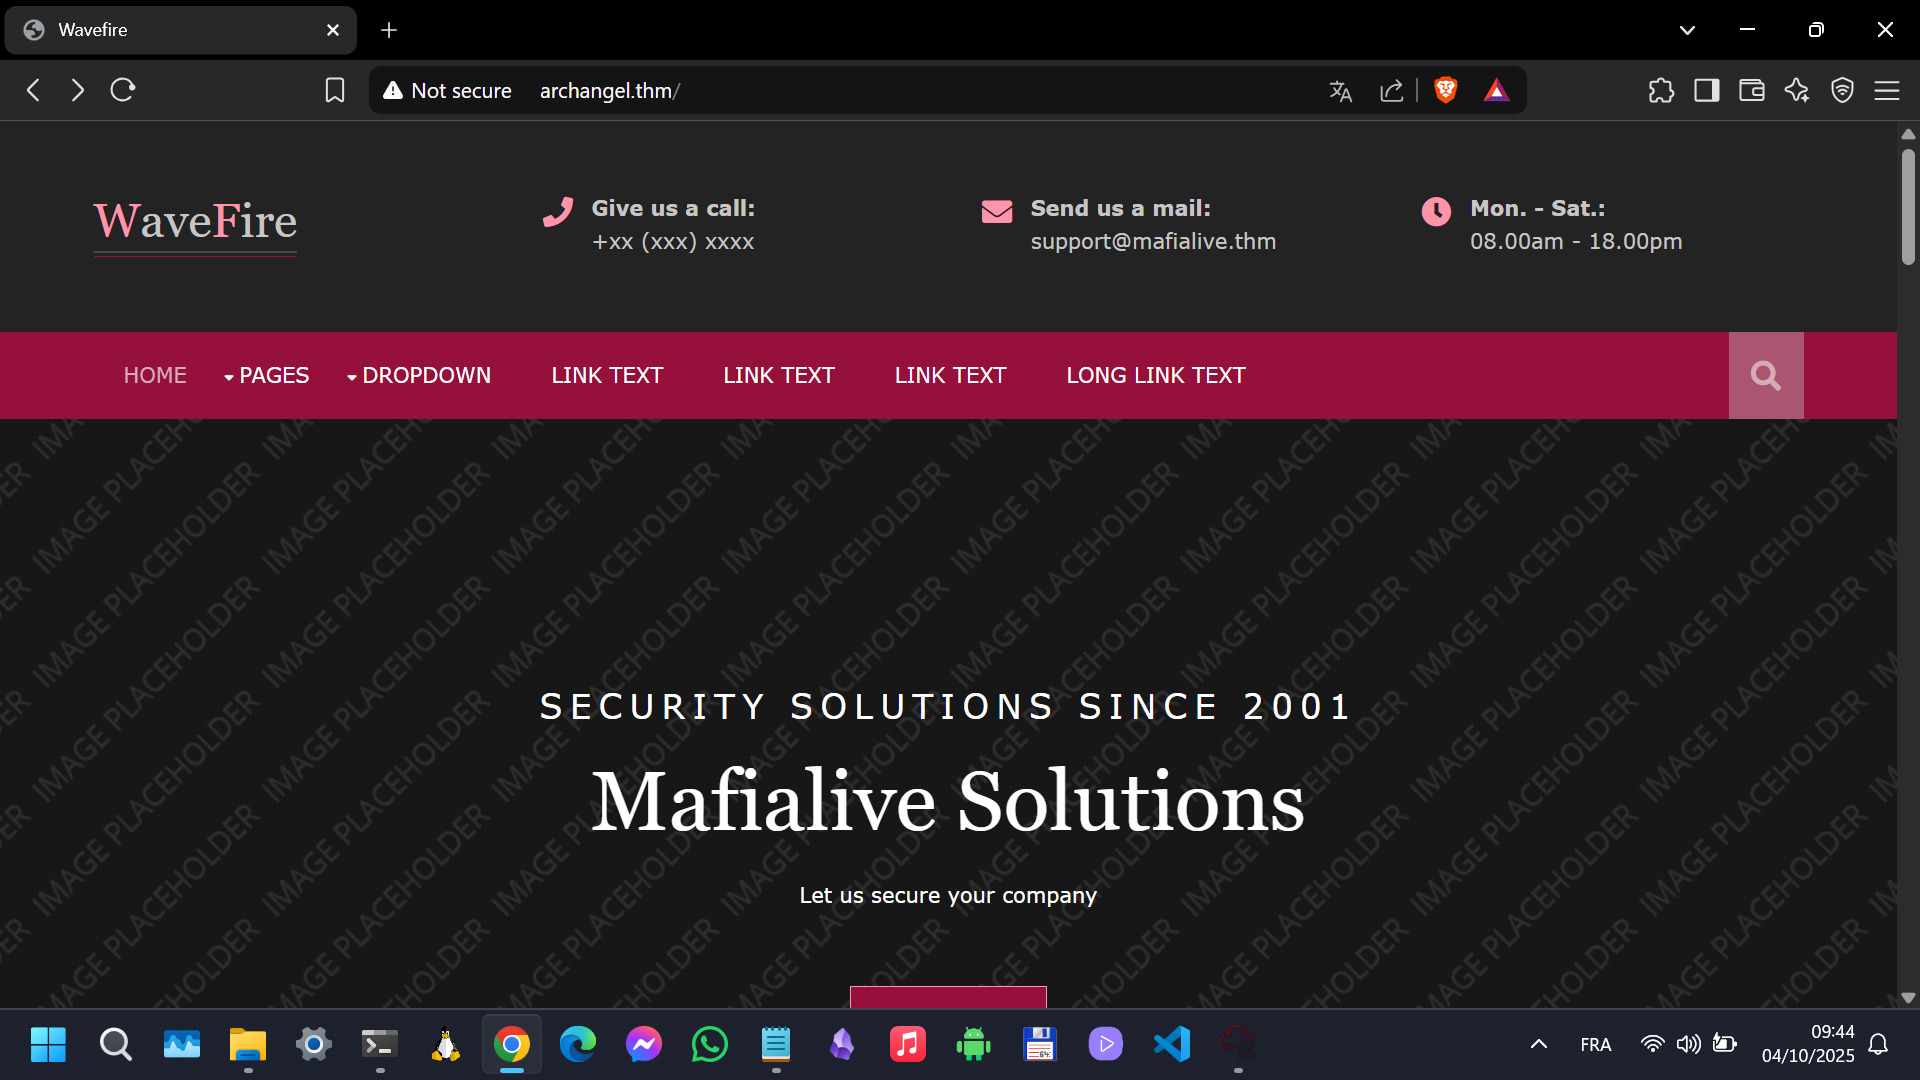 Wavefire
Not secure archangel.thm/
WaveFire
Give us a call:
+xx (xxx) xxxx
Send us a mail:
support@mafialive.thm
Mon. - Sat.:
08.00am - 18.00pm
HOME PAGES DROPDOWN LINK TEXT LINK TEXT LINK TEXT LONG LINK TEXT
IMAGE PLACEHOLDER
SECURITY SOLUTIONS SINCE 2001
Mafialive Solutions
Let us secure your company
FRA
09:44
04/10/2025